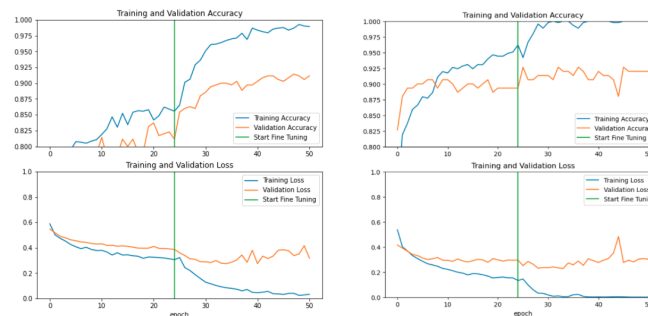 Training and Validation Accuracy
1.000
0.975
0.950
0.925
0.900
0.875
0.850
0.825
0.800
Training Accuracy
Validation Accuracy
Start Fine Tuning
0
10
20
30
40
50
Training and Validation Loss
1.0
0.8
0.6
0.4
0.2
0.0
Training Loss
Validation Loss
Start Fine Tuning
0
10
20
30
40
50
epoch
Training and Validation Accuracy
1.000
0.975
0.950
0.925
0.900
0.875
0.850
0.825
0.800
Training Accuracy
Validation Accuracy
Start Fine Tuning
0
10
20
30
40
Training and Validation Loss
1.0
0.8
0.6
0.4
0.2
0.0
Training Loss
Validation Loss
Start Fine Tuning
0
10
20
30
40
epoch